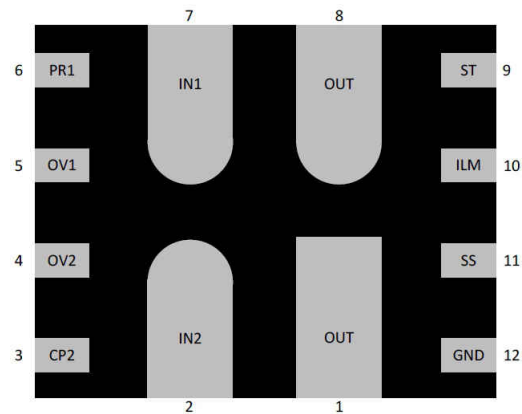 7 8
6 PR1 IN1 OUT ST 9
5 OV1 ILM 10
4 OV2 SS 11
3 CP2 IN2 OUT GND 12
2 1